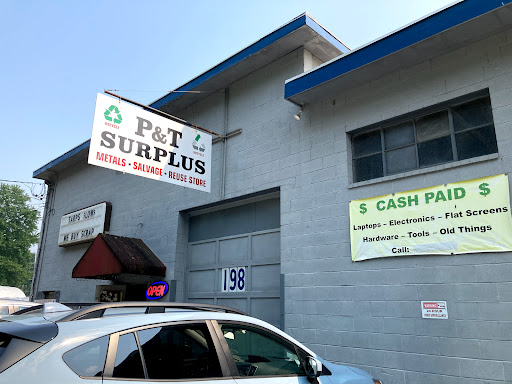 P&T
SURPLUS
METALS • SALVAGE • REUSE STORE
WE BUY SCRAP
OPEN
198
$ CASH PAID $
Laptops ~ Electronics ~ Flat Screens
Hardware ~ Tools ~ Old Things
Call: